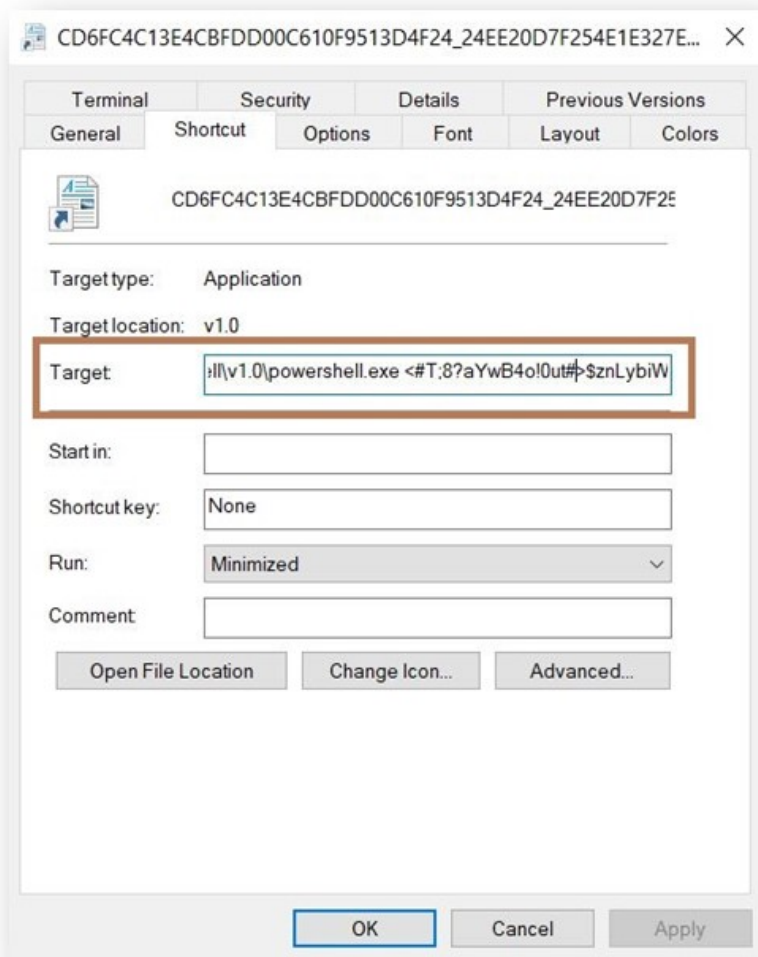 CD6FC4C13E4CBFDD00C610F9513D4F24_24EE20D7F254E1E327E...
Terminal Security Details Previous Versions
General Shortcut Options Font Layout Colors
CD6FC4C13E4CBFDD00C610F9513D4F24_24EE20D7F25
Target type: Application
Target location: v1.0
Target: ell\v1.0\powershell.exe <#T;8?aYwB4o!0ut#>$znLybiW
Start in:
Shortcut key: None
Run: Minimized
Comment:
Open File Location Change Icon... Advanced...
OK Cancel Apply